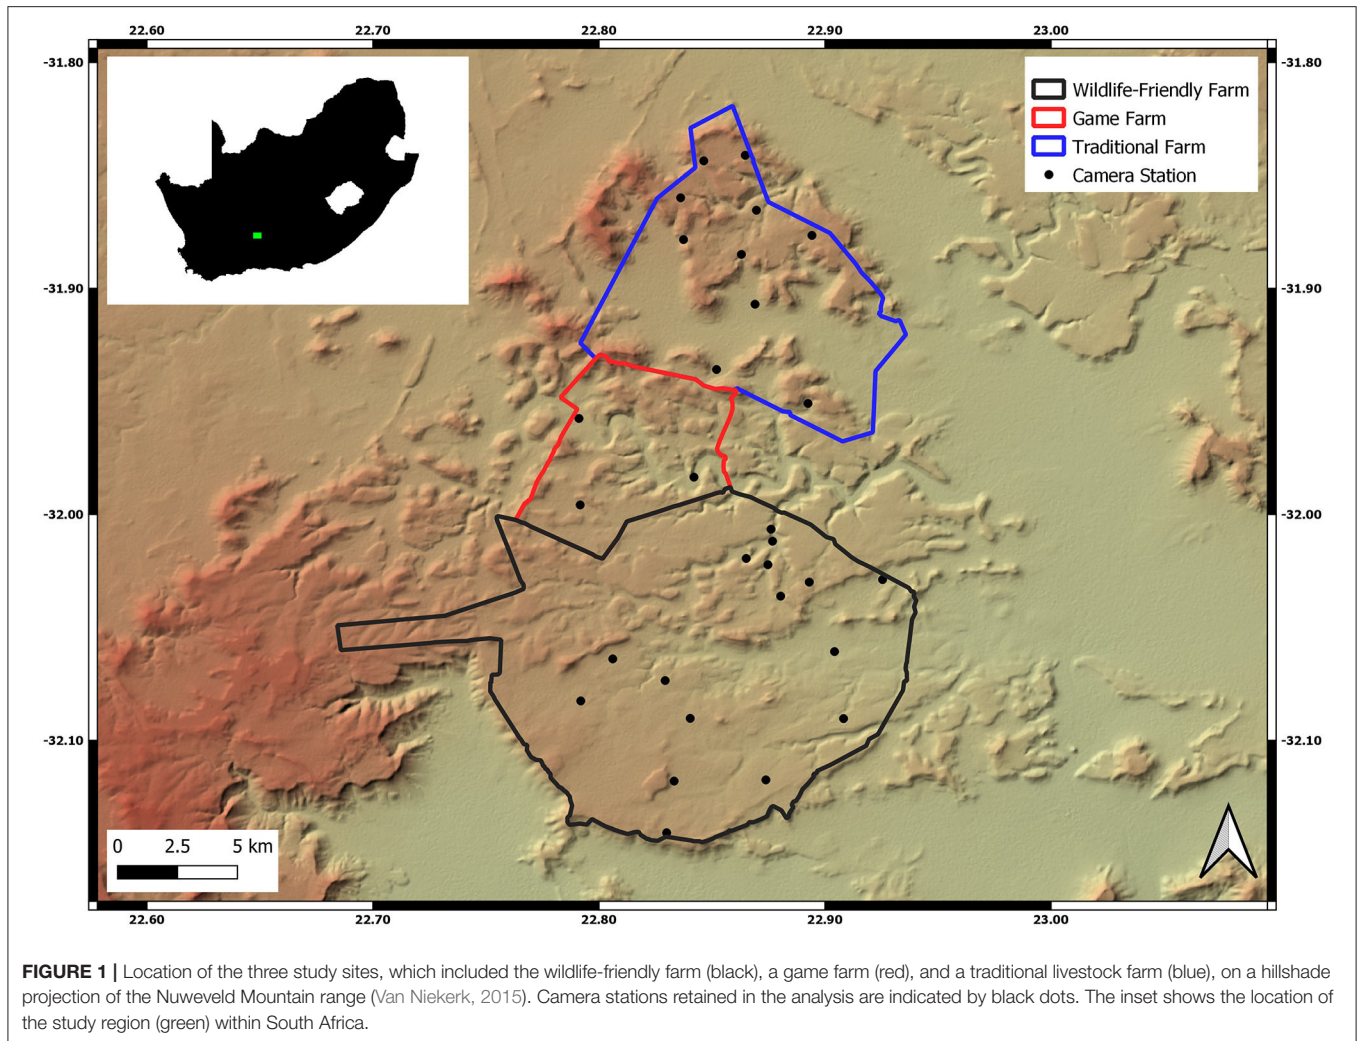 22.60 22.70 22.80 22.90 23.00
-31.80 -31.80
Wildlife-Friendly Farm
Game Farm
Traditional Farm
Camera Station
-31.90 -31.90
-32.00 -32.00
-32.10 -32.10
0 2.5 5 km
22.60 22.70 22.80 22.90 23.00
FIGURE 1 | Location of the three study sites, which included the wildlife-friendly farm (black), a game farm (red), and a traditional livestock farm (blue), on a hillshade
projection of the Nuweveld Mountain range (Van Niekerk, 2015). Camera stations retained in the analysis are indicated by black dots. The inset shows the location of
the study region (green) within South Africa.